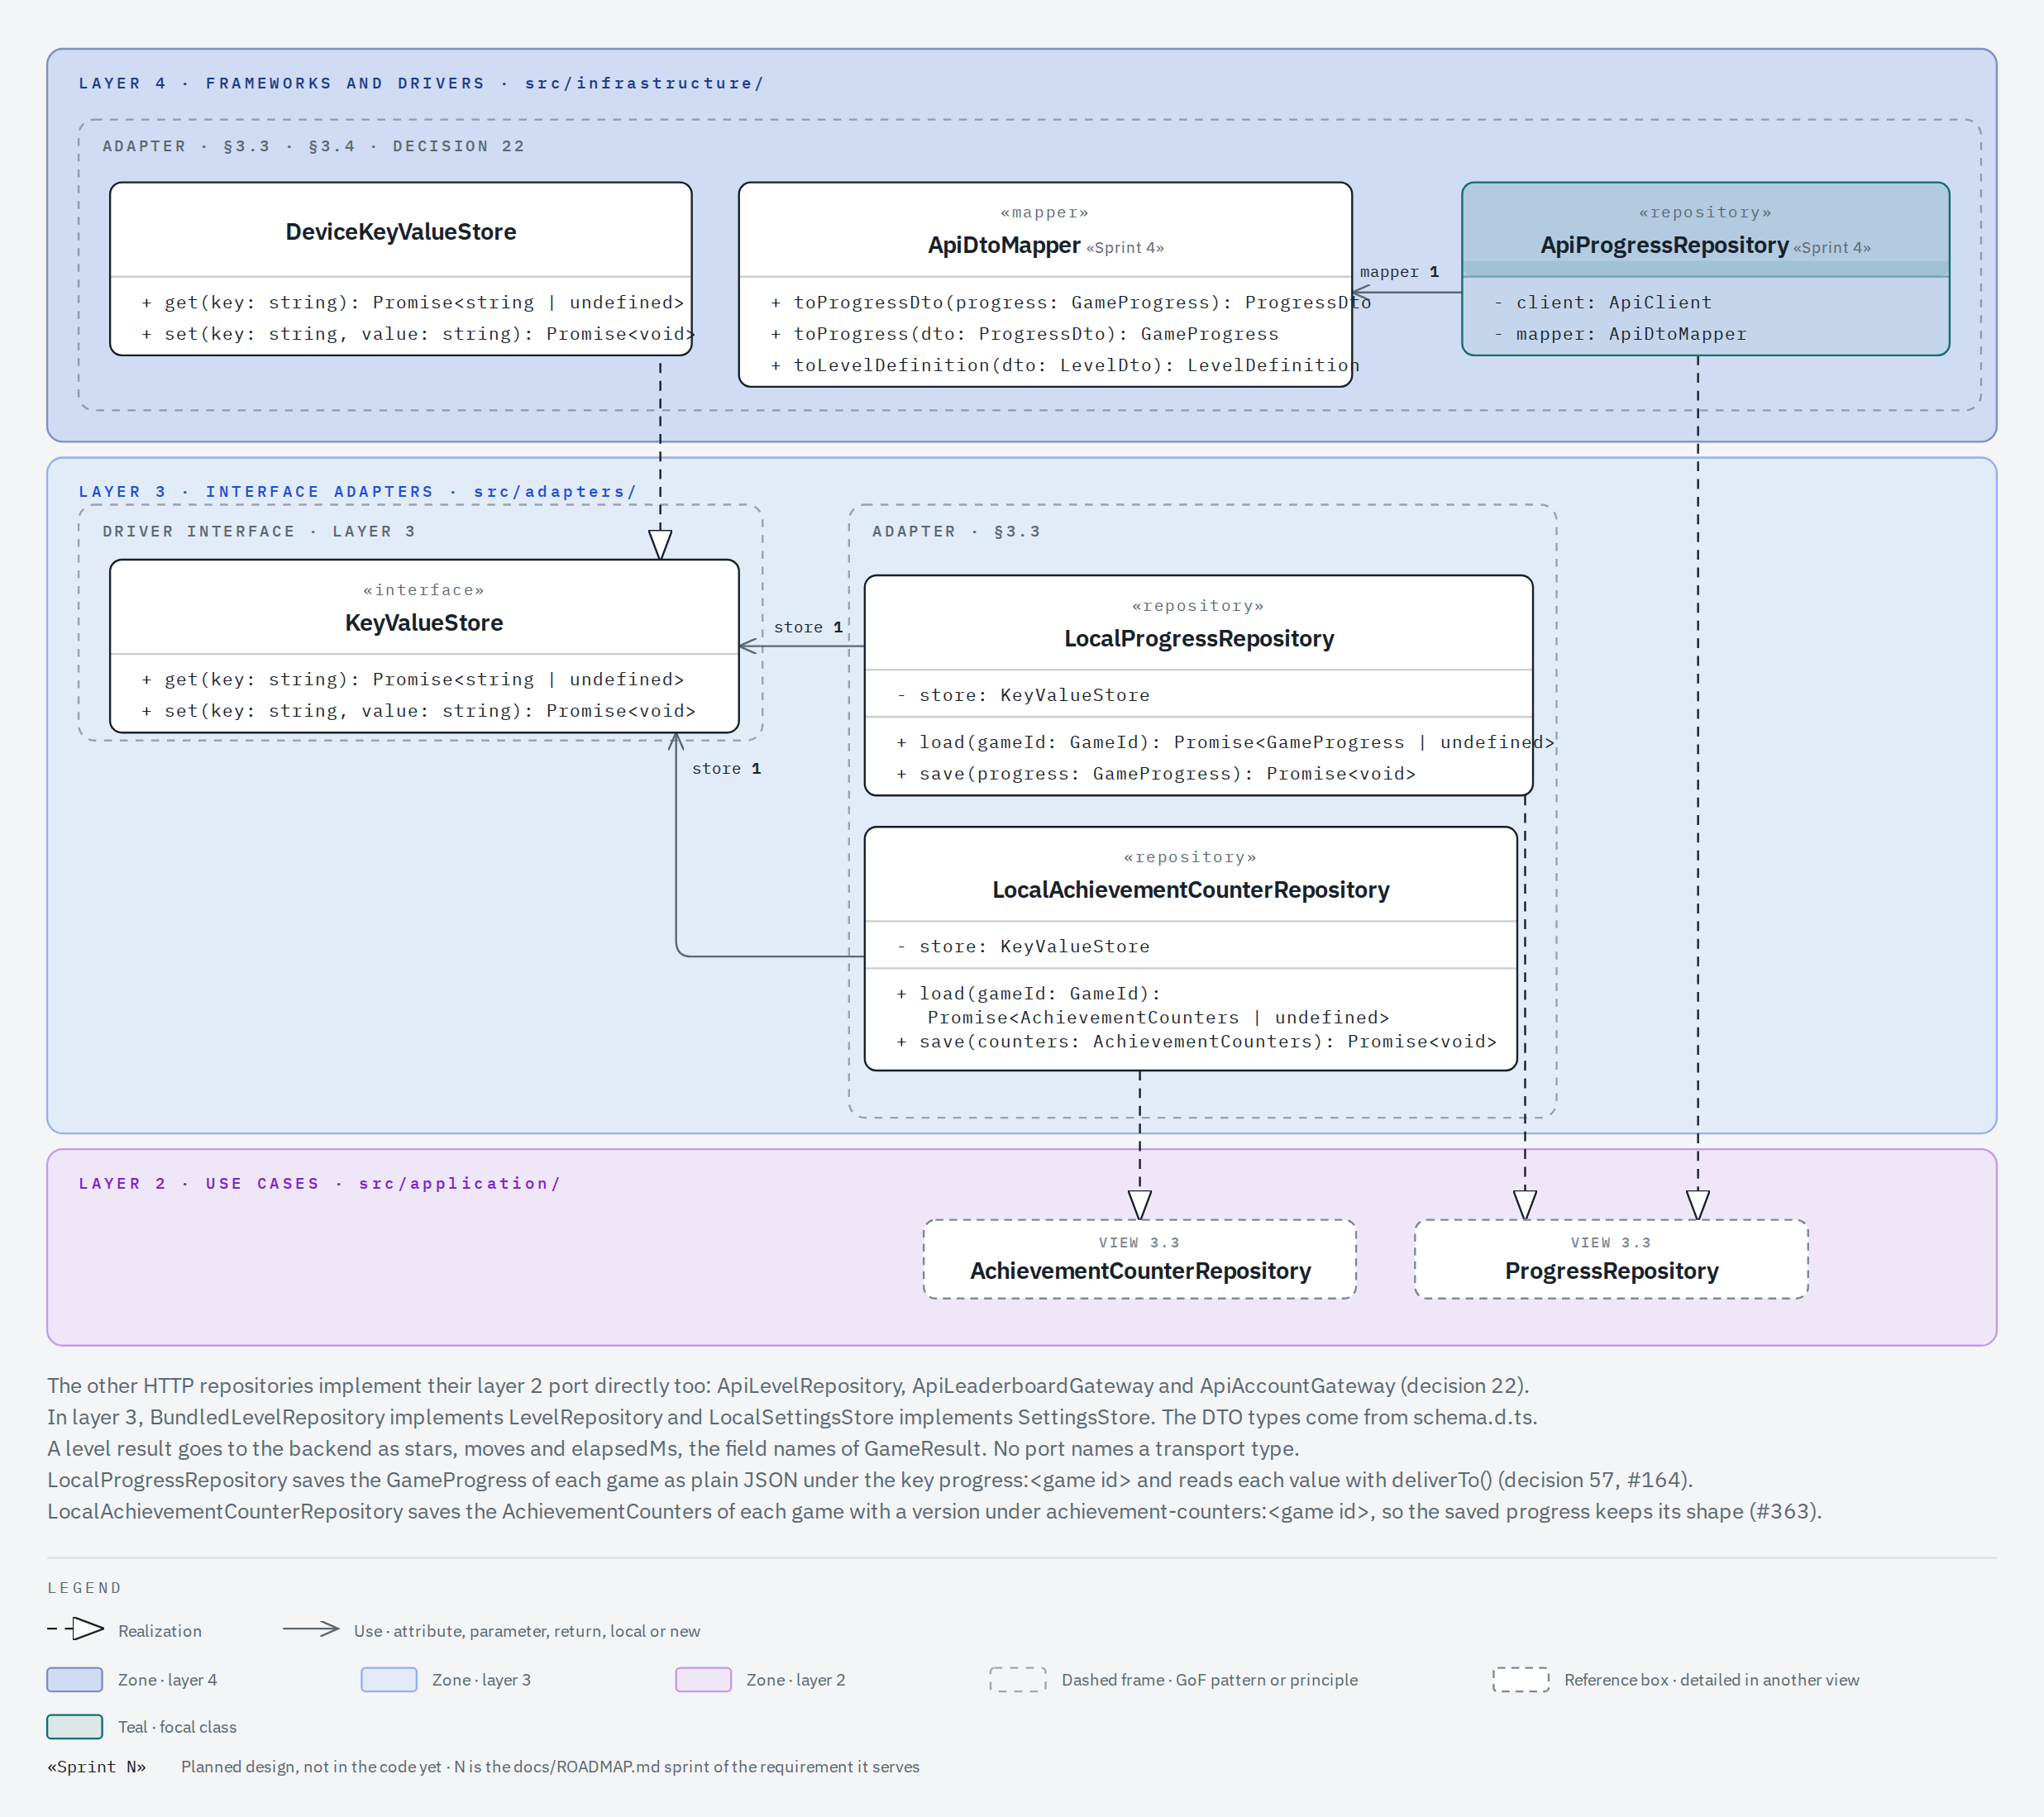 LAYER 4 · FRAMEWORKS AND DRIVERS · src/infrastructure/
ADAPTER · §3.3 · §3.4 · DECISION 22
DeviceKeyValueStore
+ get(key: string): Promise<string | undefined>
+ set(key: string, value: string): Promise<void>
«mapper»
ApiDtoMapper «Sprint 4»
+ toProgressDto(progress: GameProgress): ProgressDto
+ toProgress(dto: ProgressDto): GameProgress
+ toLevelDefinition(dto: LevelDto): LevelDefinition
mapper 1
«repository»
ApiProgressRepository «Sprint 4»
- client: ApiClient
- mapper: ApiDtoMapper
LAYER 3 · INTERFACE ADAPTERS · src/adapters/
DRIVER INTERFACE · LAYER 3
«interface»
KeyValueStore
+ get(key: string): Promise<string | undefined>
+ set(key: string, value: string): Promise<void>
store 1
store 1
ADAPTER · §3.3
«repository»
LocalProgressRepository
- store: KeyValueStore
+ load(gameId: GameId): Promise<GameProgress | undefined>
+ save(progress: GameProgress): Promise<void>
«repository»
LocalAchievementCounterRepository
- store: KeyValueStore
+ load(gameId: GameId):
Promise<AchievementCounters | undefined>
+ save(counters: AchievementCounters): Promise<void>
LAYER 2 · USE CASES · src/application/
VIEW 3.3
AchievementCounterRepository
VIEW 3.3
ProgressRepository
The other HTTP repositories implement their layer 2 port directly too: ApiLevelRepository, ApiLeaderboardGateway and ApiAccountGateway (decision 22).
In layer 3, BundledLevelRepository implements LevelRepository and LocalSettingsStore implements SettingsStore. The DTO types come from schema.d.ts.
A level result goes to the backend as stars, moves and elapsedMs, the field names of GameResult. No port names a transport type.
LocalProgressRepository saves the GameProgress of each game as plain JSON under the key progress:<game id> and reads each value with deliverTo() (decision 57, #164).
LocalAchievementCounterRepository saves the AchievementCounters of each game with a version under achievement-counters:<game id>, so the saved progress keeps its shape (#363).
LEGEND
Realization
Use · attribute, parameter, return, local or new
Zone · layer 4
Zone · layer 3
Zone · layer 2
Dashed frame · GoF pattern or principle
Reference box · detailed in another view
Teal · focal class
«Sprint N» Planned design, not in the code yet · N is the docs/ROADMAP.md sprint of the requirement it serves